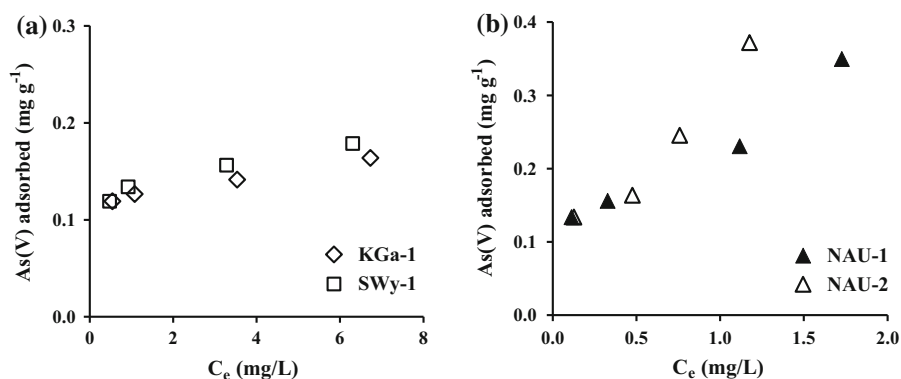 (a)
0.3
0.2
0.1
0.0
As(V) adsorbed (mg g⁻¹)
KGa-1
SWy-1
0 2 4 6 8
Cₑ (mg/L)
(b)
0.4
0.3
0.2
0.1
0.0
As(V) adsorbed (mg g⁻¹)
NAU-1
NAU-2
0.0 0.5 1.0 1.5 2.0
Cₑ (mg/L)